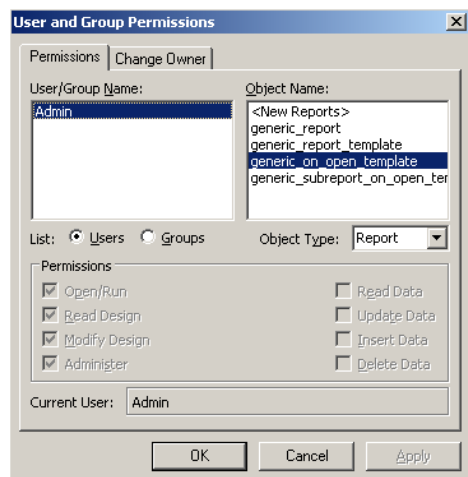 User and Group Permissions
Permissions Change Owner
User/Group Name: Object Name:
Admin
<New Reports>
generic_report
generic_report_template
generic_on_open_template
generic_subreport_on_open_ter
List: Users Groups Object Type: Report
Permissions
Open/Run Read Data
Read Design Update Data
Modify Design Insert Data
Administer Delete Data
Current User: Admin
OK Cancel Apply